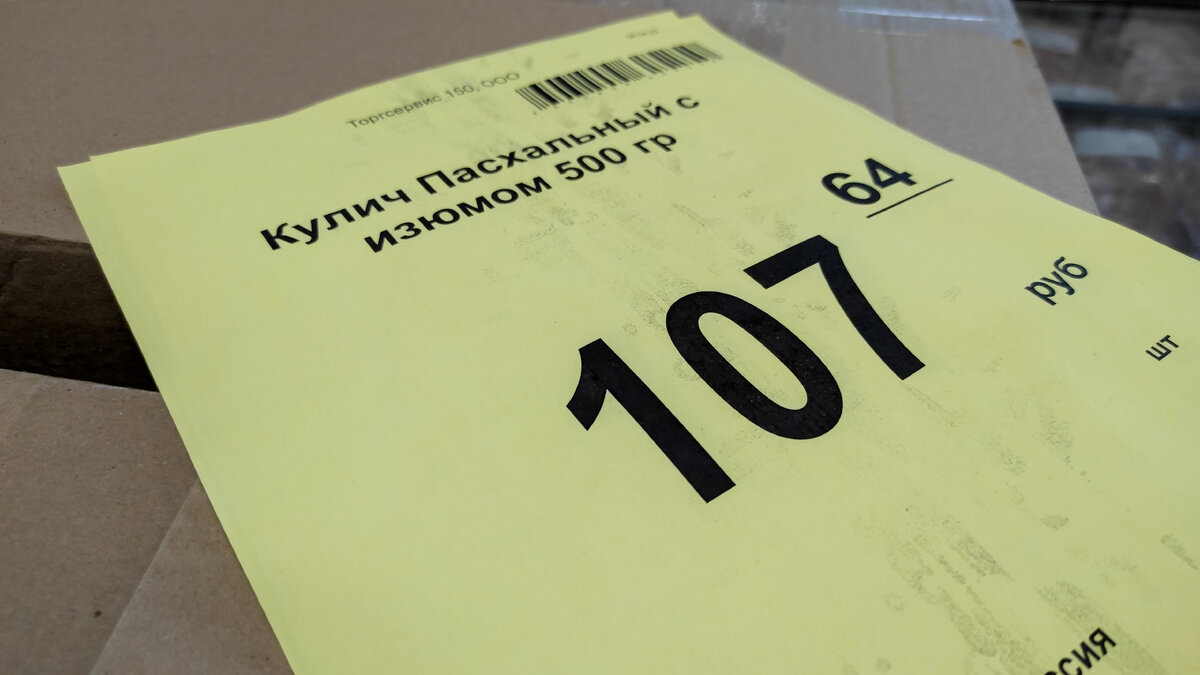 Торгсервис 150, ООО
Кулич Пасхальный с
изюмом 500 гр
107 64
руб
шт
ссия